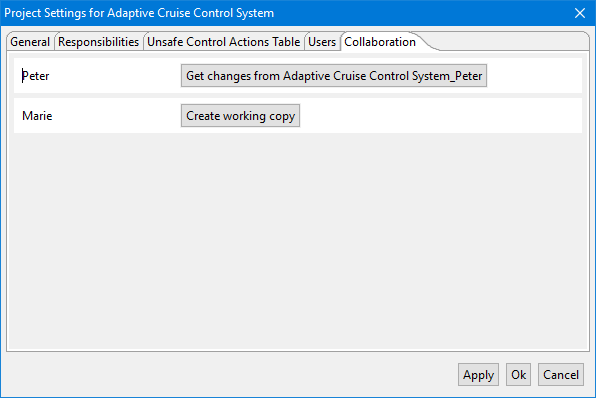 Project Settings for Adaptive Cruise Control System
General Responsibilities Unsafe Control Actions Table Users Collaboration
Peter Get changes from Adaptive Cruise Control System_Peter
Marie Create working copy
Apply Ok Cancel